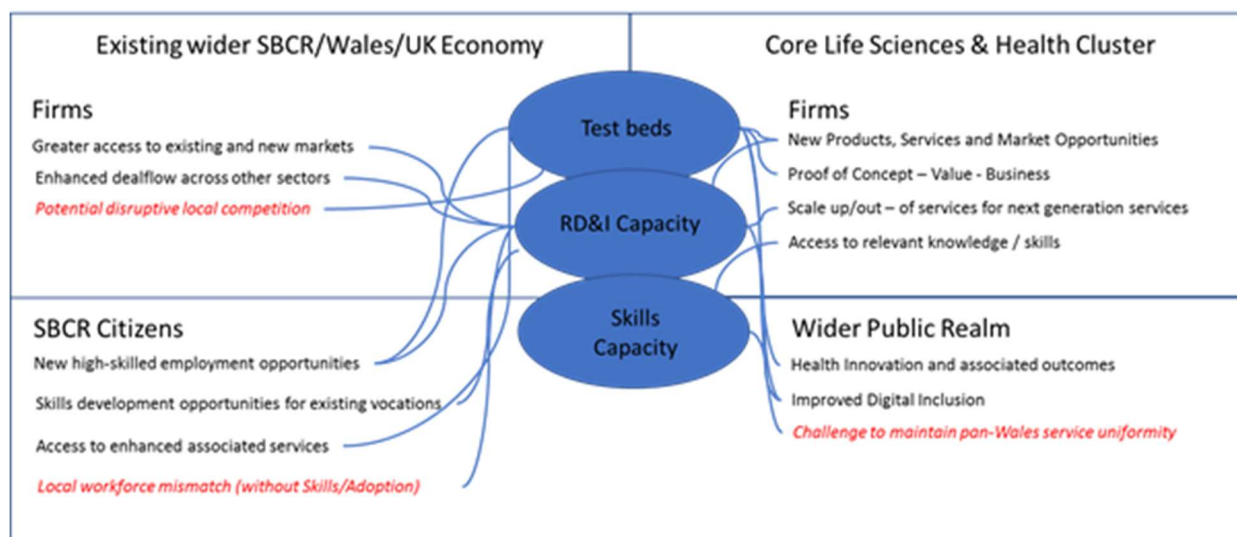 Existing wider SBCR/Wales/UK Economy
Firms
Greater access to existing and new markets
Enhanced dealflow across other sectors
Potential disruptive local competition
Core Life Sciences & Health Cluster
Firms
New Products, Services and Market Opportunities
Proof of Concept – Value - Business
Scale up/out – of services for next generation services
Access to relevant knowledge / skills
Test beds
RD&I Capacity
Skills
Capacity
SBCR Citizens
New high-skilled employment opportunities
Skills development opportunities for existing vocations
Access to enhanced associated services
Local workforce mismatch (without Skills/Adoption)
Wider Public Realm
Health Innovation and associated outcomes
Improved Digital Inclusion
Challenge to maintain pan-Wales service uniformity